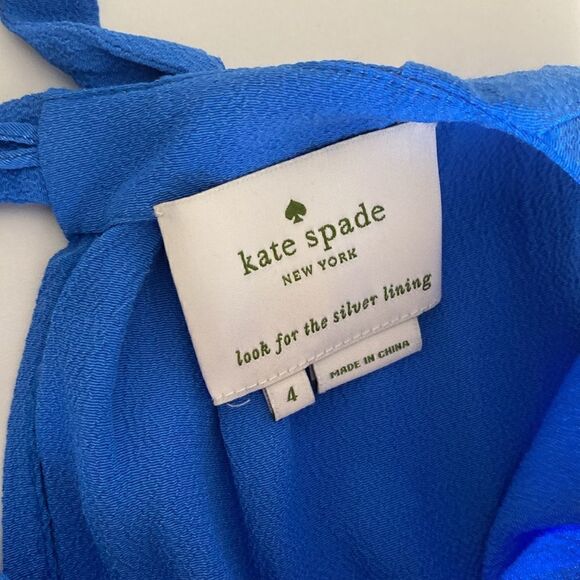 kate spade
NEW YORK
look for the silver lining
4
MADE IN CHINA